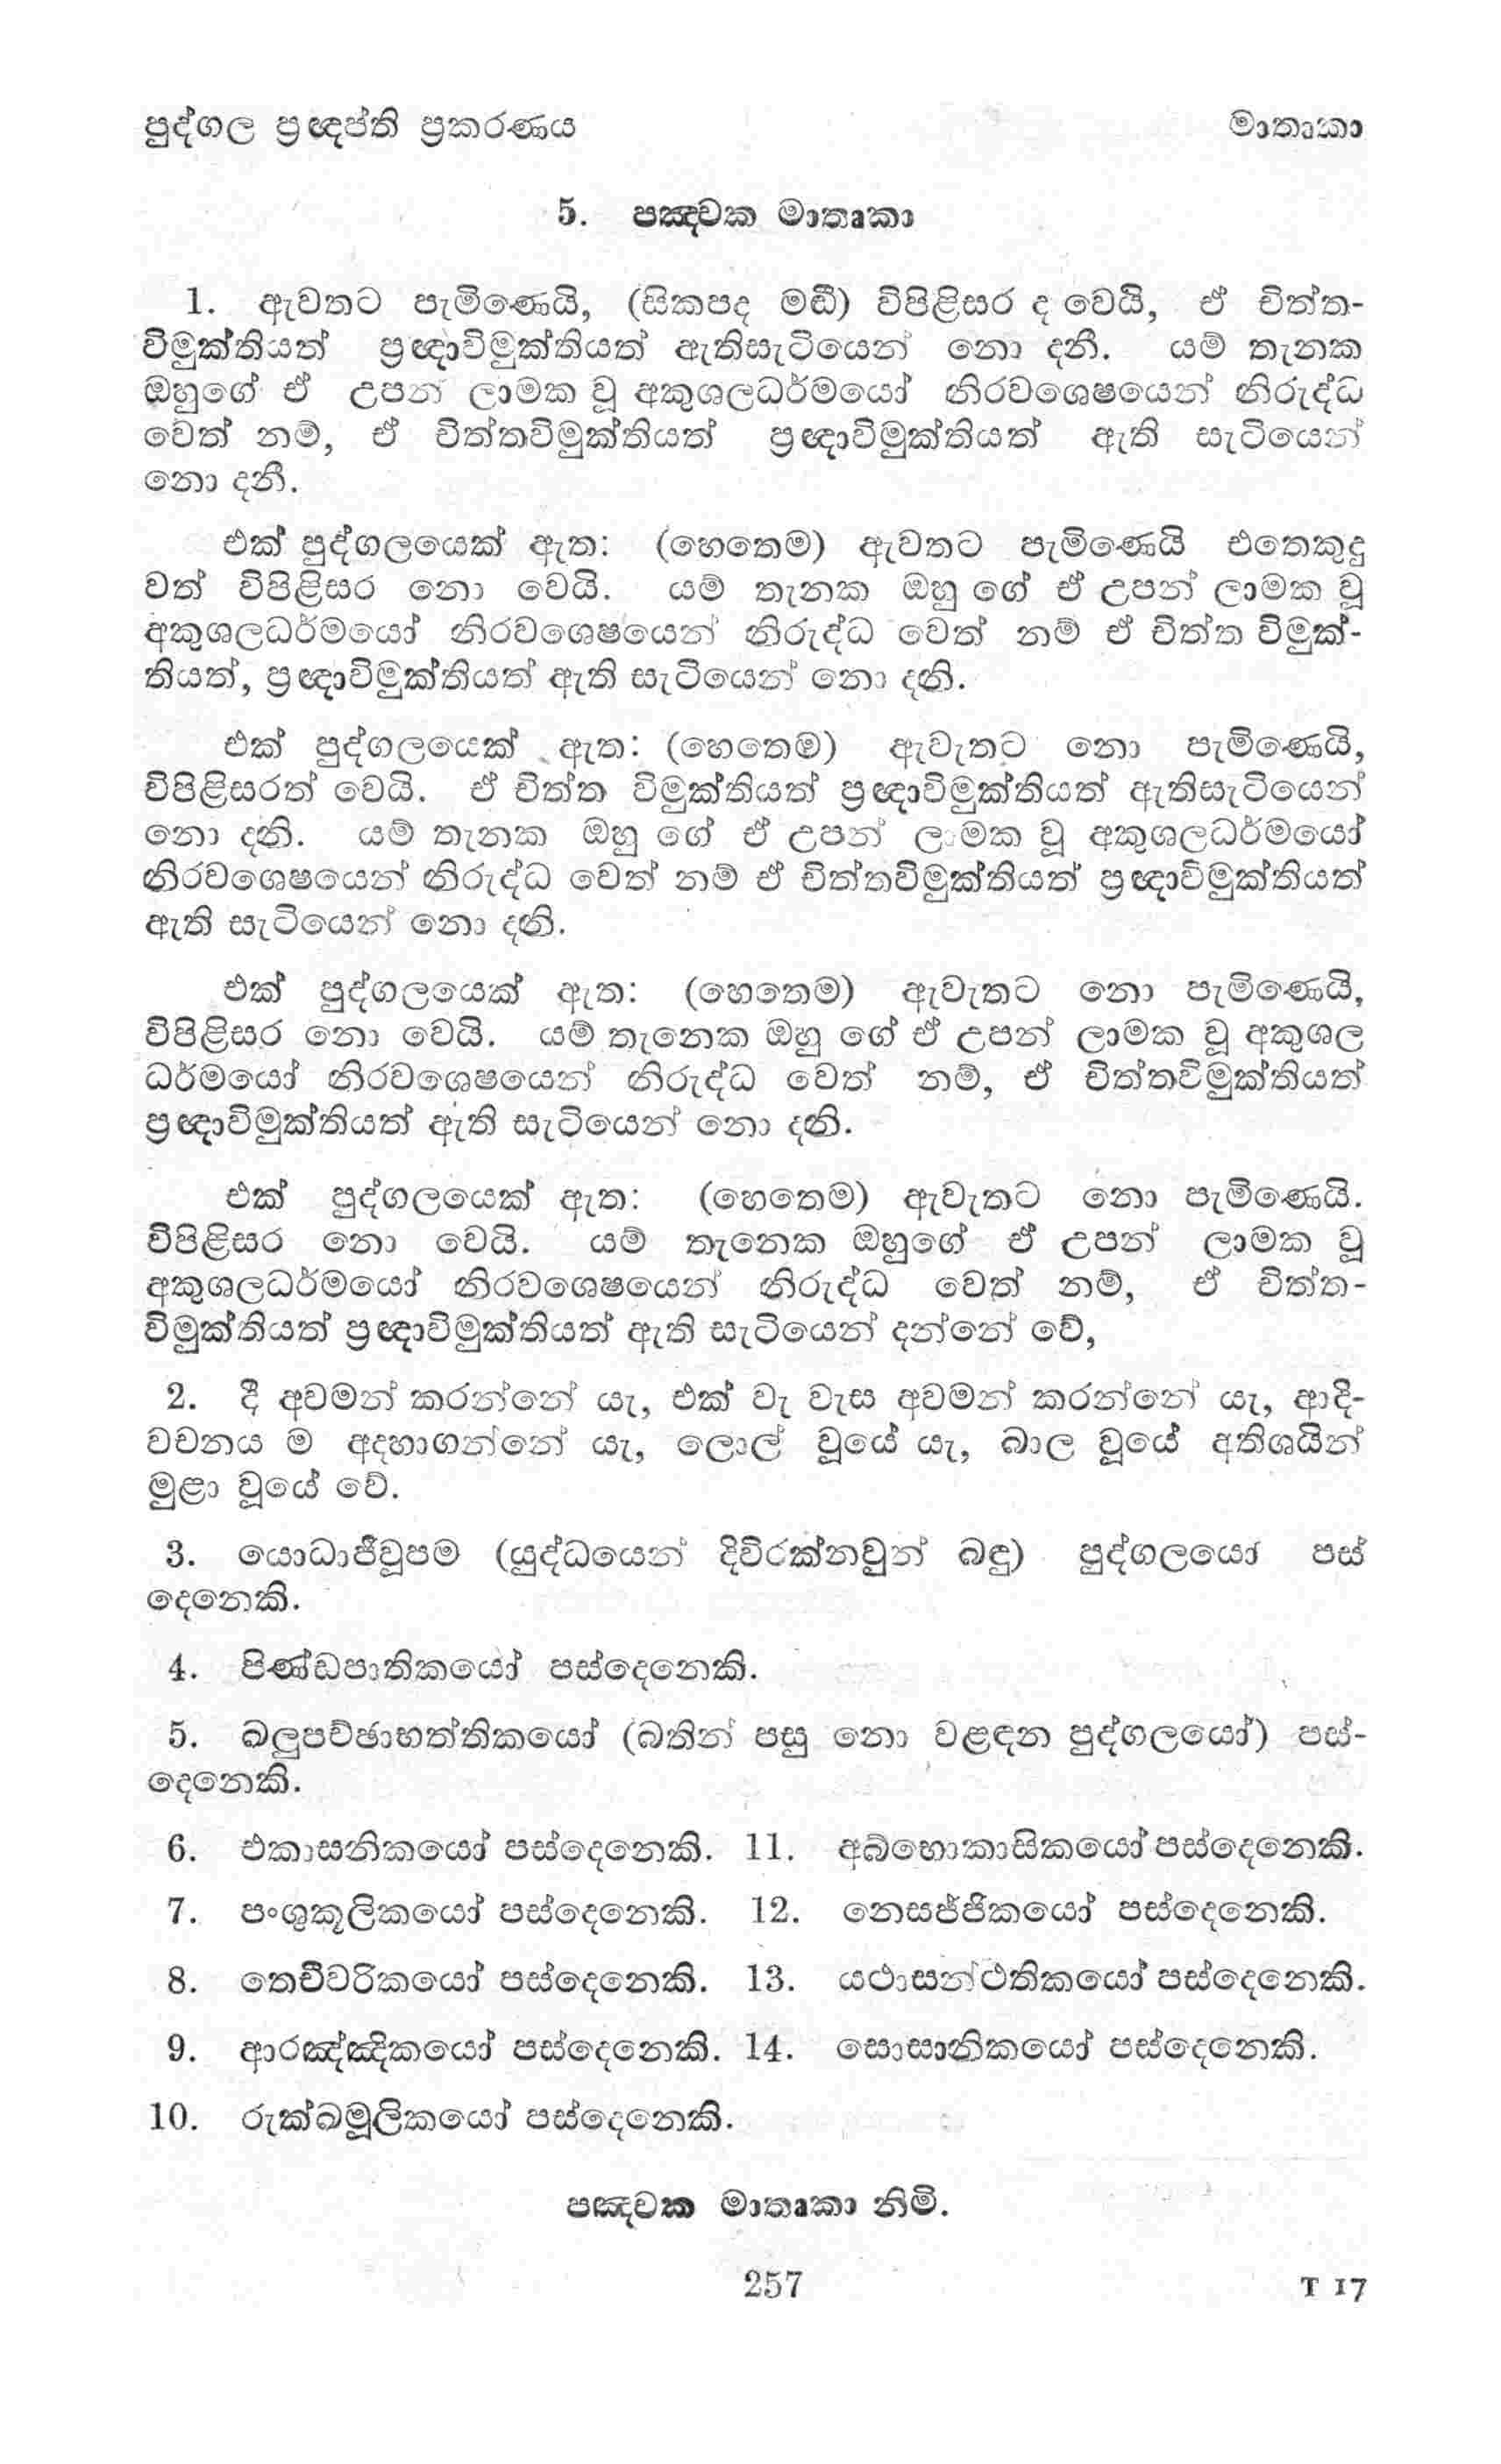 පුද්ගල ප්‍රඥප්ති ප්‍රකරණය මාතෘකා
5. පඤ්චක මාතෘකා
1. ඇවතට පැමිණෙයි, (සිකපද මඬී) විපිළිසර ද වෙයි, ඒ චිත්ත-
විමුක්තියත් ප්‍රඥාවිමුක්තියත් ඇතිසැටියෙන් නො දනී. යම් තැනක
ඔහුගේ ඒ උපන් ලාමක වූ අකුශලධර්මයෝ නිරවශෙෂයෙන් නිරුද්ධ
වෙත් නම්, ඒ චිත්තවිමුක්තියත් ප්‍රඥාවිමුක්තියත් ඇති සැටියෙන්
නො දනී.
එක් පුද්ගලයෙක් ඇත: (හෙතෙම) ඇවතට පැමිණෙයි එතෙකුදු
වත් විපිළිසර නො වෙයි. යම් තැනක ඔහු ගේ ඒ උපන් ලාමක වූ
අකුශලධර්මයෝ නිරවශෙෂයෙන් නිරුද්ධ වෙත් නම් ඒ චිත්ත විමුක්-
තියත්, ප්‍රඥාවිමුක්තියත් ඇති සැටියෙන් නො දනි.
එක් පුද්ගලයෙක් ඇත: (හෙතෙම) ඇවැතට නො පැමිණෙයි,
විපිළිසරත් වෙයි. ඒ චිත්ත විමුක්තියත් ප්‍රඥාවිමුක්තියත් ඇතිසැටියෙන්
නො දනි. යම් තැනක ඔහු ගේ ඒ උපන් ලාමක වූ අකුශලධර්මයෝ
නිරවශෙෂයෙන් නිරුද්ධ වෙත් නම් ඒ චිත්තවිමුක්තියත් ප්‍රඥාවිමුක්තියත්
ඇති සැටියෙන් නො දනි.
එක් පුද්ගලයෙක් ඇත: (හෙතෙම) ඇවැතට නො පැමිණෙයි,
විපිළිසර නො වෙයි. යම් තැනෙක ඔහු ගේ ඒ උපන් ලාමක වූ අකුශල
ධර්මයෝ නිරවශෙෂයෙන් නිරුද්ධ වෙත් නම්, ඒ චිත්තවිමුක්තියත්
ප්‍රඥාවිමුක්තියත් ඇති සැටියෙන් නො දනි.
එක් පුද්ගලයෙක් ඇත: (හෙතෙම) ඇවැතට නො පැමිණෙයි.
විපිළිසර නො වෙයි. යම් තැනෙක ඔහුගේ ඒ උපන් ලාමක වූ
අකුශලධර්මයෝ නිරවශෙෂයෙන් නිරුද්ධ වෙත් නම්, ඒ චිත්ත-
විමුක්තියත් ප්‍රඥාවිමුක්තියත් ඇති සැටියෙන් දන්නේ වේ,
2. දී අවමන් කරන්නේ යැ, එක් වැ වැස අවමන් කරන්නේ යැ, ආදි-
වචනය ම අදහාගන්නේ යැ, ලොල් වූයේ යැ, බාල වූයේ අතිශයින්
මුළා වූයේ වේ.
3. යොධාජීවූපම (යුද්ධයෙන් දිවිරක්නවුන් බඳු) පුද්ගලයෝ පස්
දෙනෙකි.
4. පිණ්ඩපාතිකයෝ පස්දෙනෙකි.
5. ඛලුපච්ඡාභත්තිකයෝ (බතින් පසු නො වළඳන පුද්ගලයෝ) පස්-
දෙනෙකි.
6. එකාසනිකයෝ පස්දෙනෙකි. 11. අබ්භොකාසිකයෝ පස්දෙනෙකි.
7. පංශුකූලිකයෝ පස්දෙනෙකි. 12. නෙසජ්ජිකයෝ පස්දෙනෙකි.
8. තෙචීවරිකයෝ පස්දෙනෙකි. 13. යථාසන්ථතිකයෝ පස්දෙනෙකි.
9. ආරඤ්ඤිකයෝ පස්දෙනෙකි. 14. සොසානිකයෝ පස්දෙනෙකි.
10. රුක්ඛමූලිකයෝ පස්දෙනෙකි.
පඤ්චක මාතෘකා නිමි.
257 T 17